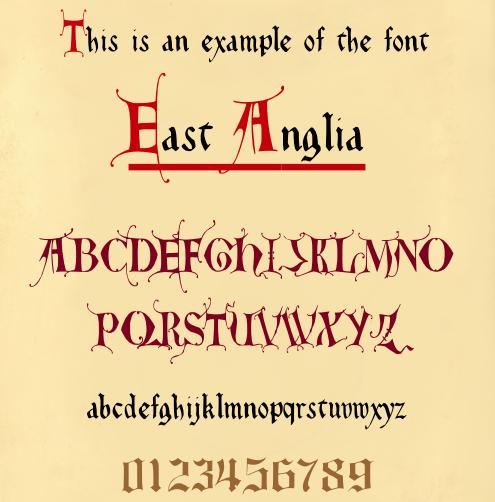 This is an example of the font
East Anglia
ABCDEFGhIJKLMNO
PQRSTUVWXYZ
abcdefghijklmnopqrstuvwxyz
0123456789